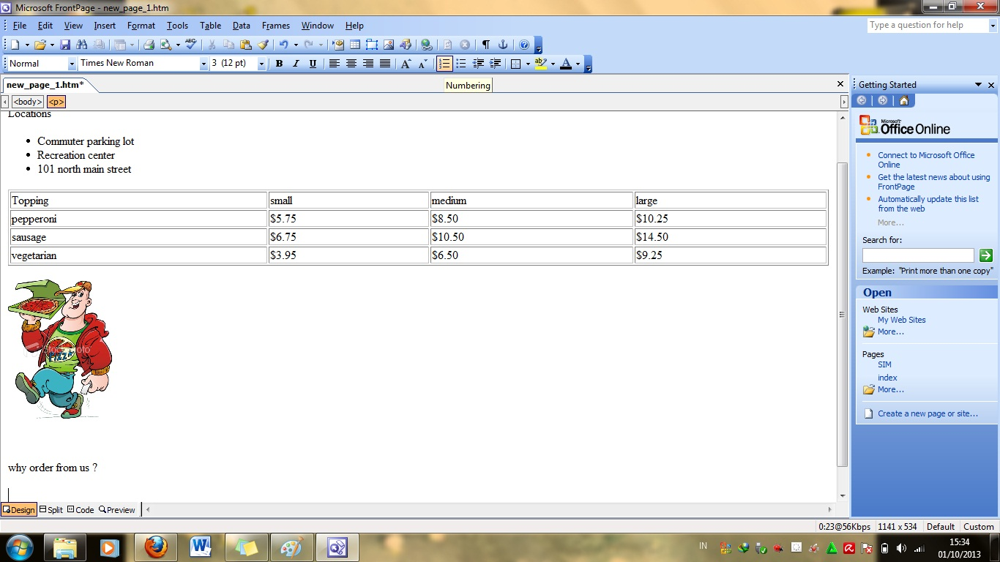 Microsoft FrontPage - new_page_1.htm
File Edit View Insert Format Tools Table Data Frames Window Help
Type a question for help
Normal Times New Roman 3 (12 pt) B I U
new_page_1.htm*
Numbering
<body> <p>
Locations
Commuter parking lot
Recreation center
101 north main street
Topping small medium large
pepperoni $5.75 $8.50 $10.25
sausage $6.75 $10.50 $14.50
vegetarian $3.95 $6.50 $9.25
PIZZA
why order from us ?
Design Split Code Preview
Getting Started
Microsoft
Office Online
Connect to Microsoft Office
Online
Get the latest news about using
FrontPage
Automatically update this list
from the web
More...
Search for:
Example: "Print more than one copy"
Open
Web Sites
My Web Sites
More...
Pages
SIM
index
More...
Create a new page or site...
0:23@56Kbps 1141 x 534 Default Custom
IN
15:34
01/10/2013